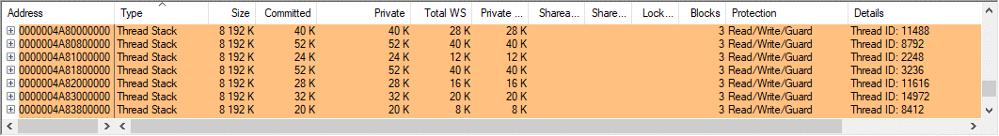 Address Type Size Committed Private Total WS Private ... Sharea... Share... Lock... Blocks Protection Details
0000004A80000000 Thread Stack 8 192 K 40 K 40 K 28 K 28 K 3 Read/Write/Guard Thread ID: 11488
0000004A80800000 Thread Stack 8 192 K 52 K 52 K 40 K 40 K 3 Read/Write/Guard Thread ID: 8792
0000004A81000000 Thread Stack 8 192 K 24 K 24 K 12 K 12 K 3 Read/Write/Guard Thread ID: 2248
0000004A81800000 Thread Stack 8 192 K 52 K 52 K 40 K 40 K 3 Read/Write/Guard Thread ID: 3236
0000004A82000000 Thread Stack 8 192 K 28 K 28 K 16 K 16 K 3 Read/Write/Guard Thread ID: 11616
0000004A83000000 Thread Stack 8 192 K 32 K 32 K 20 K 20 K 3 Read/Write/Guard Thread ID: 14972
0000004A83800000 Thread Stack 8 192 K 20 K 20 K 8 K 8 K 3 Read/Write/Guard Thread ID: 8412